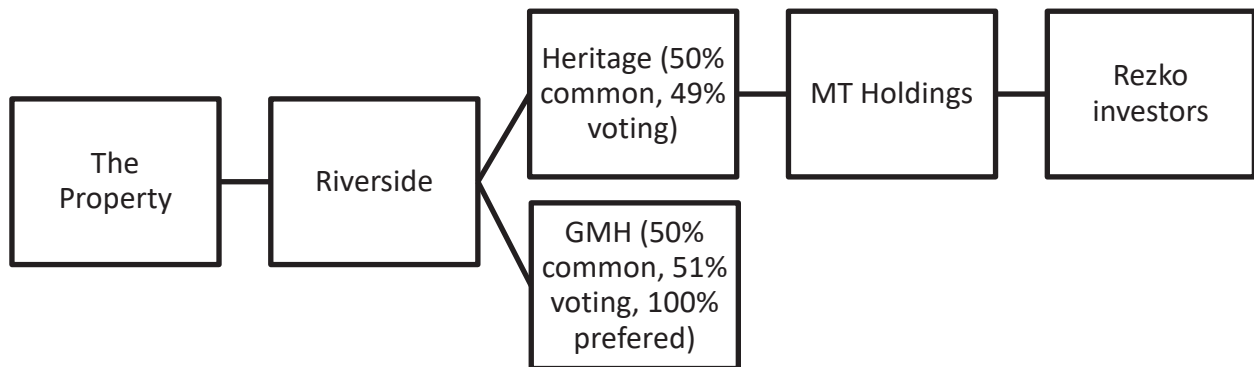 The
Property
Riverside
Heritage (50%
common, 49%
voting)
GMH (50%
common, 51%
voting, 100%
prefered)
MT Holdings
Rezko
investors